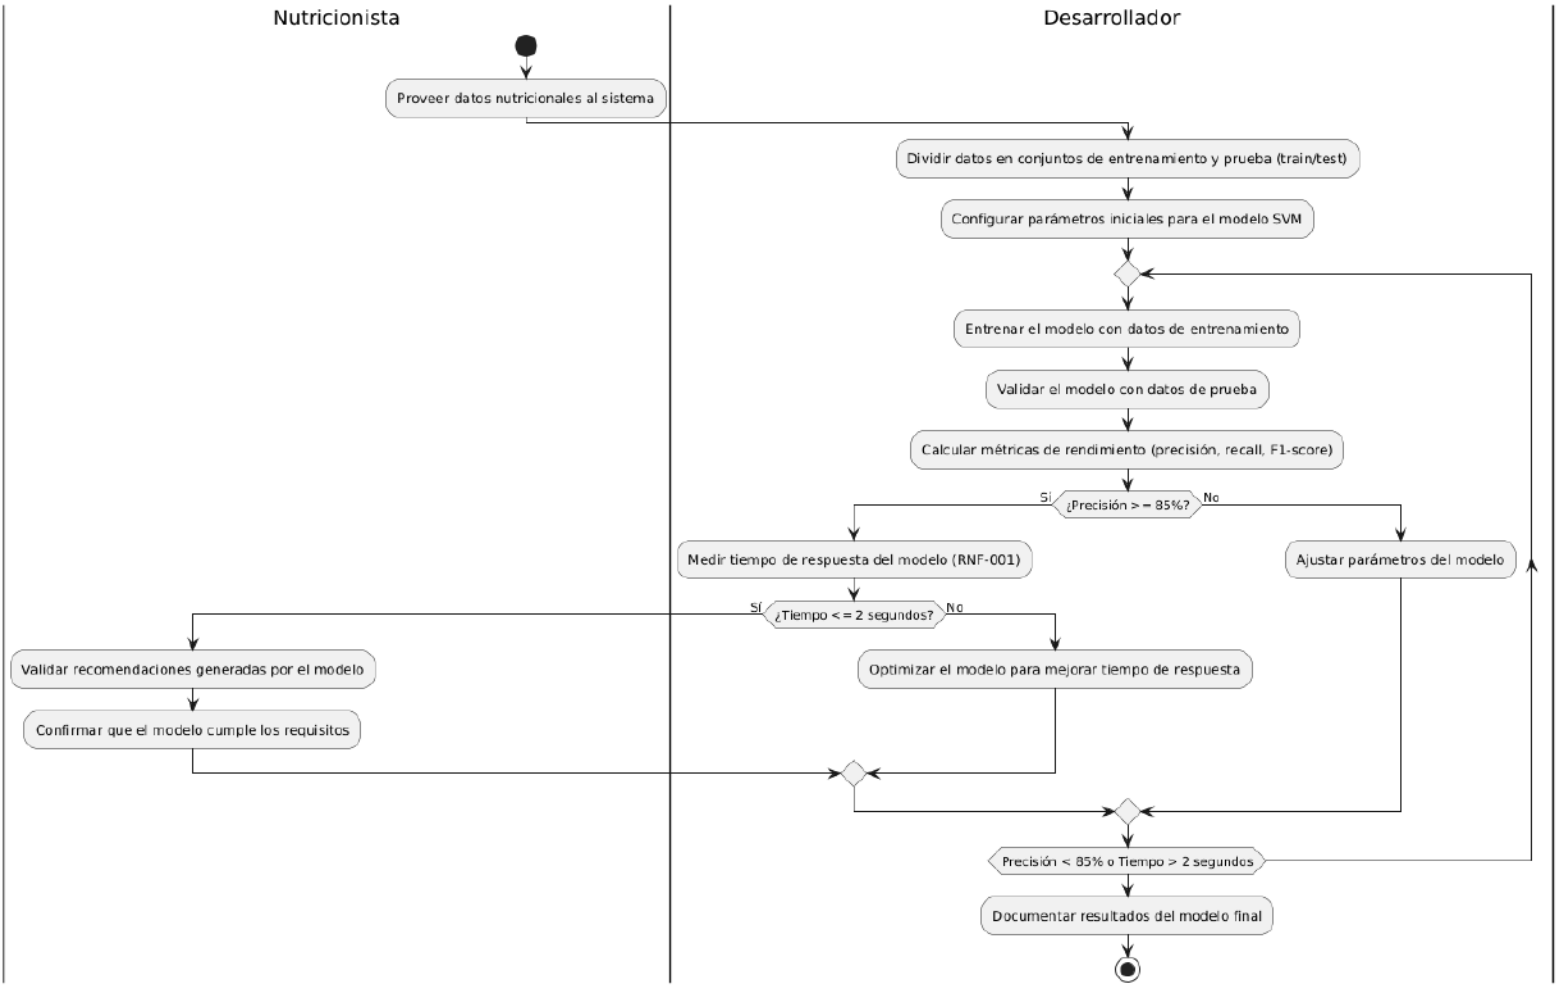 Nutricionista
Desarrollador
Proveer datos nutricionales al sistema
Dividir datos en conjuntos de entrenamiento y prueba (train/test)
Configurar parámetros iniciales para el modelo SVM
Entrenar el modelo con datos de entrenamiento
Validar el modelo con datos de prueba
Calcular métricas de rendimiento (precisión, recall, F1-score)
Sí
¿Precisión >= 85%?
No
Medir tiempo de respuesta del modelo (RNF-001)
Ajustar parámetros del modelo
Sí
¿Tiempo <= 2 segundos?
No
Validar recomendaciones generadas por el modelo
Optimizar el modelo para mejorar tiempo de respuesta
Confirmar que el modelo cumple los requisitos
Precisión < 85% o Tiempo > 2 segundos
Documentar resultados del modelo final